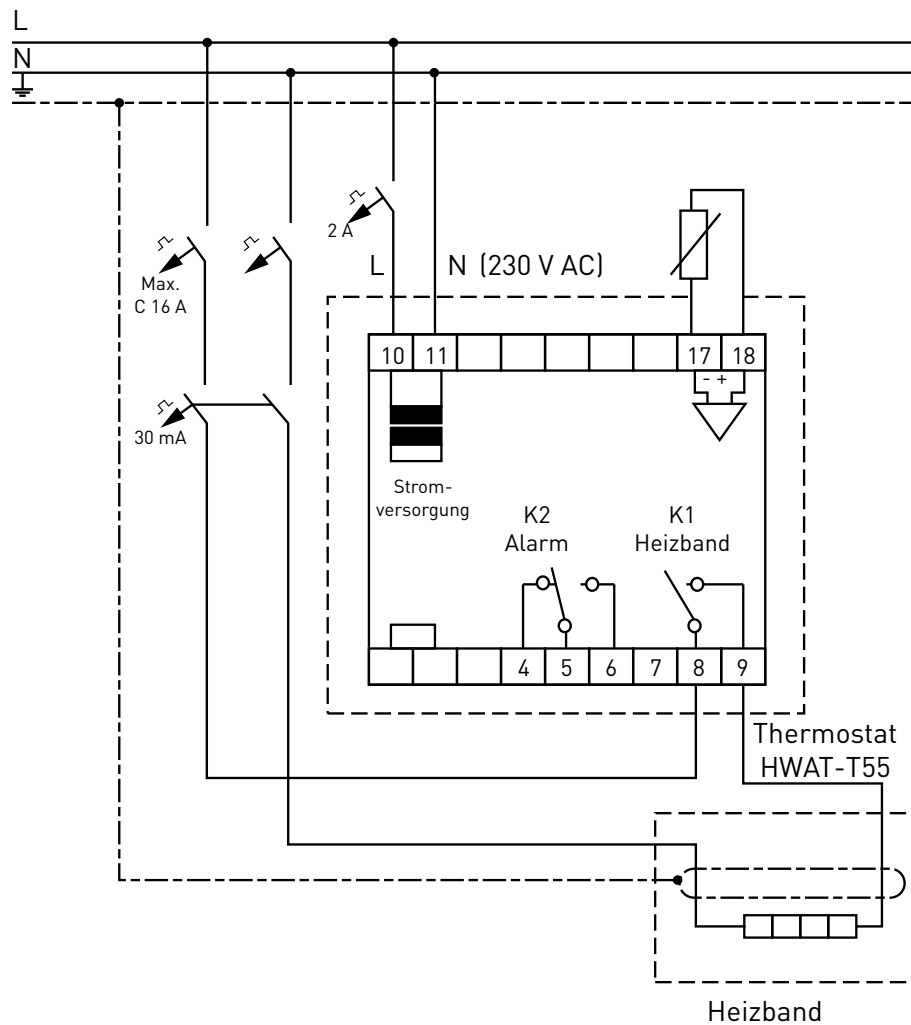 L
N
2 A
L
N (230 V AC)
Max.
C 16 A
10
11
17
18
- +
30 mA
Strom-
versorgung
K2
Alarm
K1
Heizband
4
5
6
7
8
9
Thermostat
HWAT-T55
Heizband